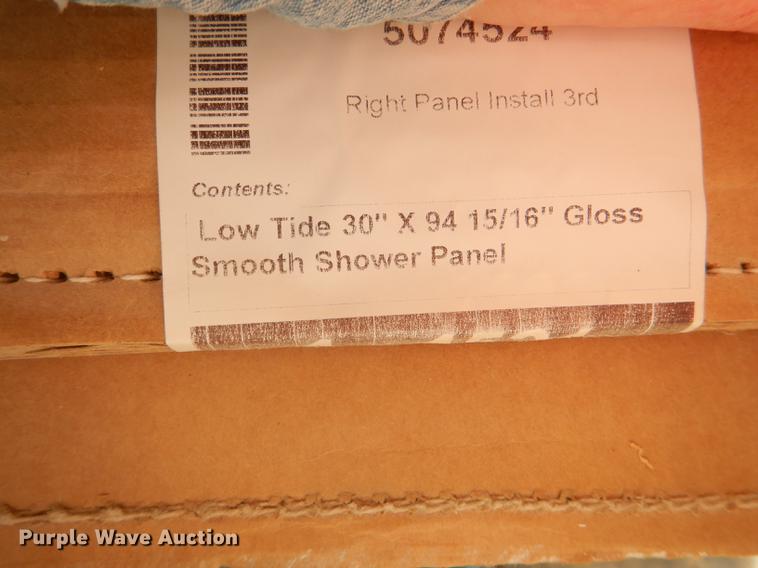 5074524
Right Panel Install 3rd
Contents:
Low Tide 30" X 94 15/16" Gloss
Smooth Shower Panel
Purple Wave Auction